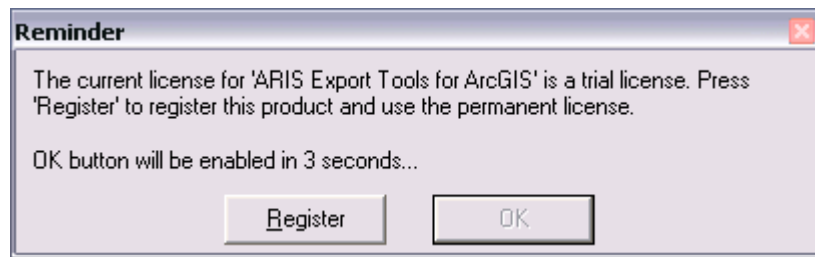 Reminder
The current license for 'ARIS Export Tools for ArcGIS' is a trial license. Press
'Register' to register this product and use the permanent license.
OK button will be enabled in 3 seconds...
Register
OK